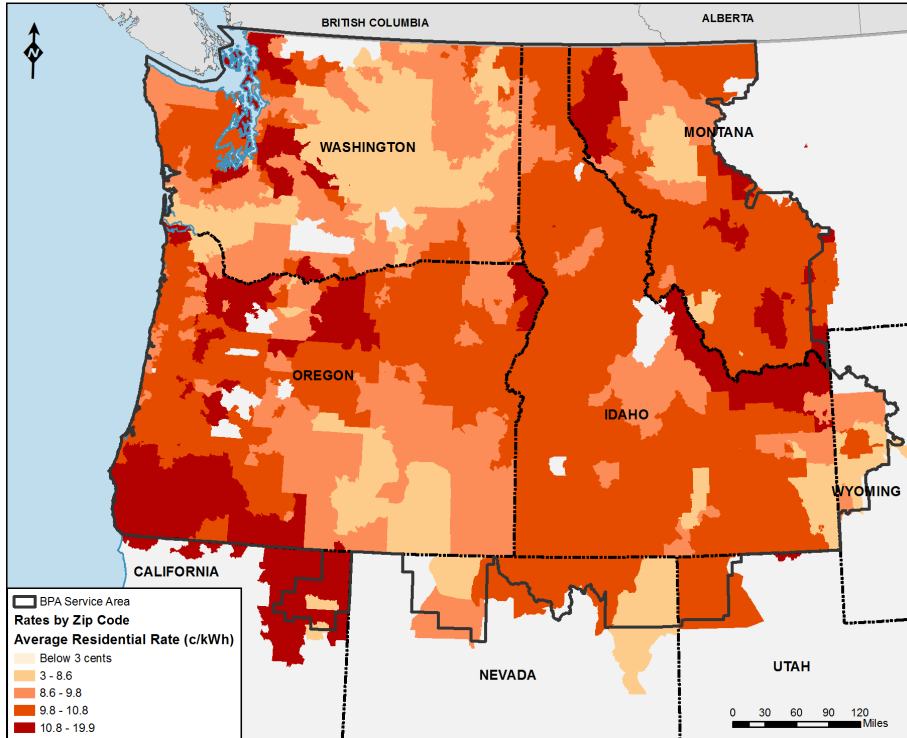 BRITISH COLUMBIA
ALBERTA
N
WASHINGTON
MONTANA
OREGON
IDAHO
WYOMING
CALIFORNIA
NEVADA
UTAH
BPA Service Area
Rates by Zip Code
Average Residential Rate (c/kWh)
Below 3 cents
3 - 8.6
8.6 - 9.8
9.8 - 10.8
10.8 - 19.9
0 30 60 90 120
Miles